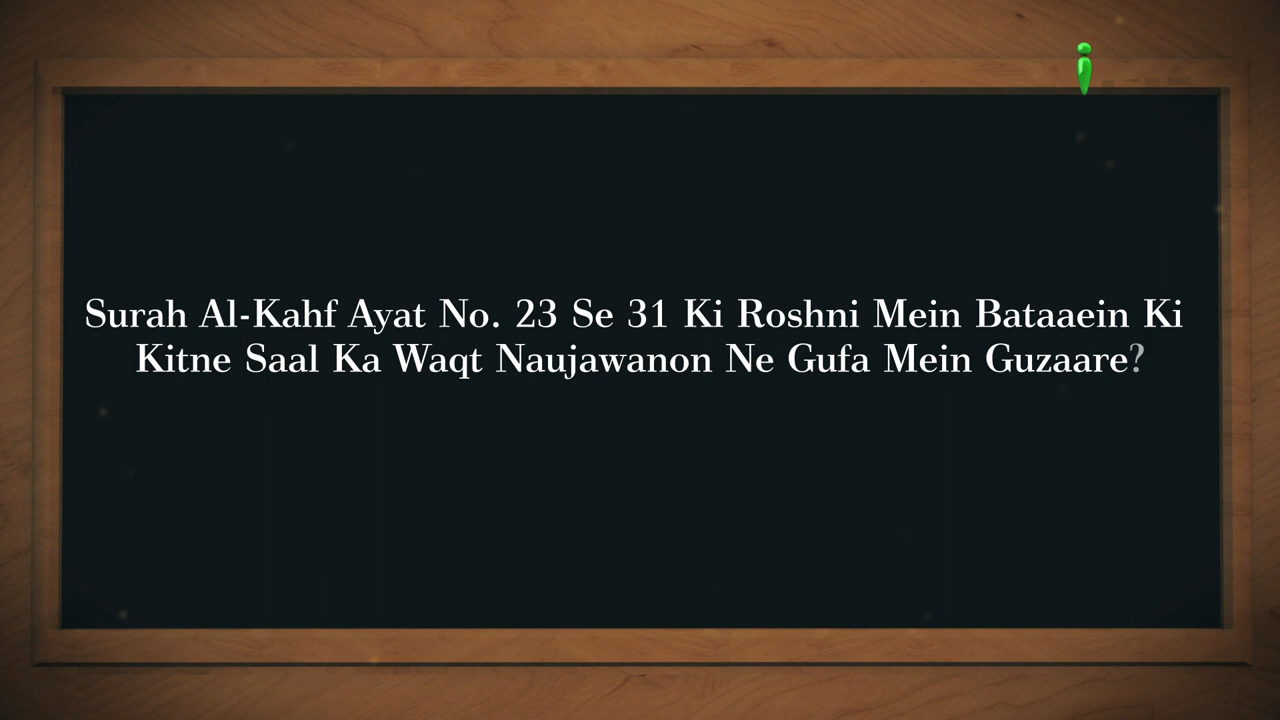 Surah Al-Kahf Ayat No. 23 Se 31 Ki Roshni Mein Bataaein Ki
Kitne Saal Ka Waqt Naujawanon Ne Gufa Mein Guzaare?